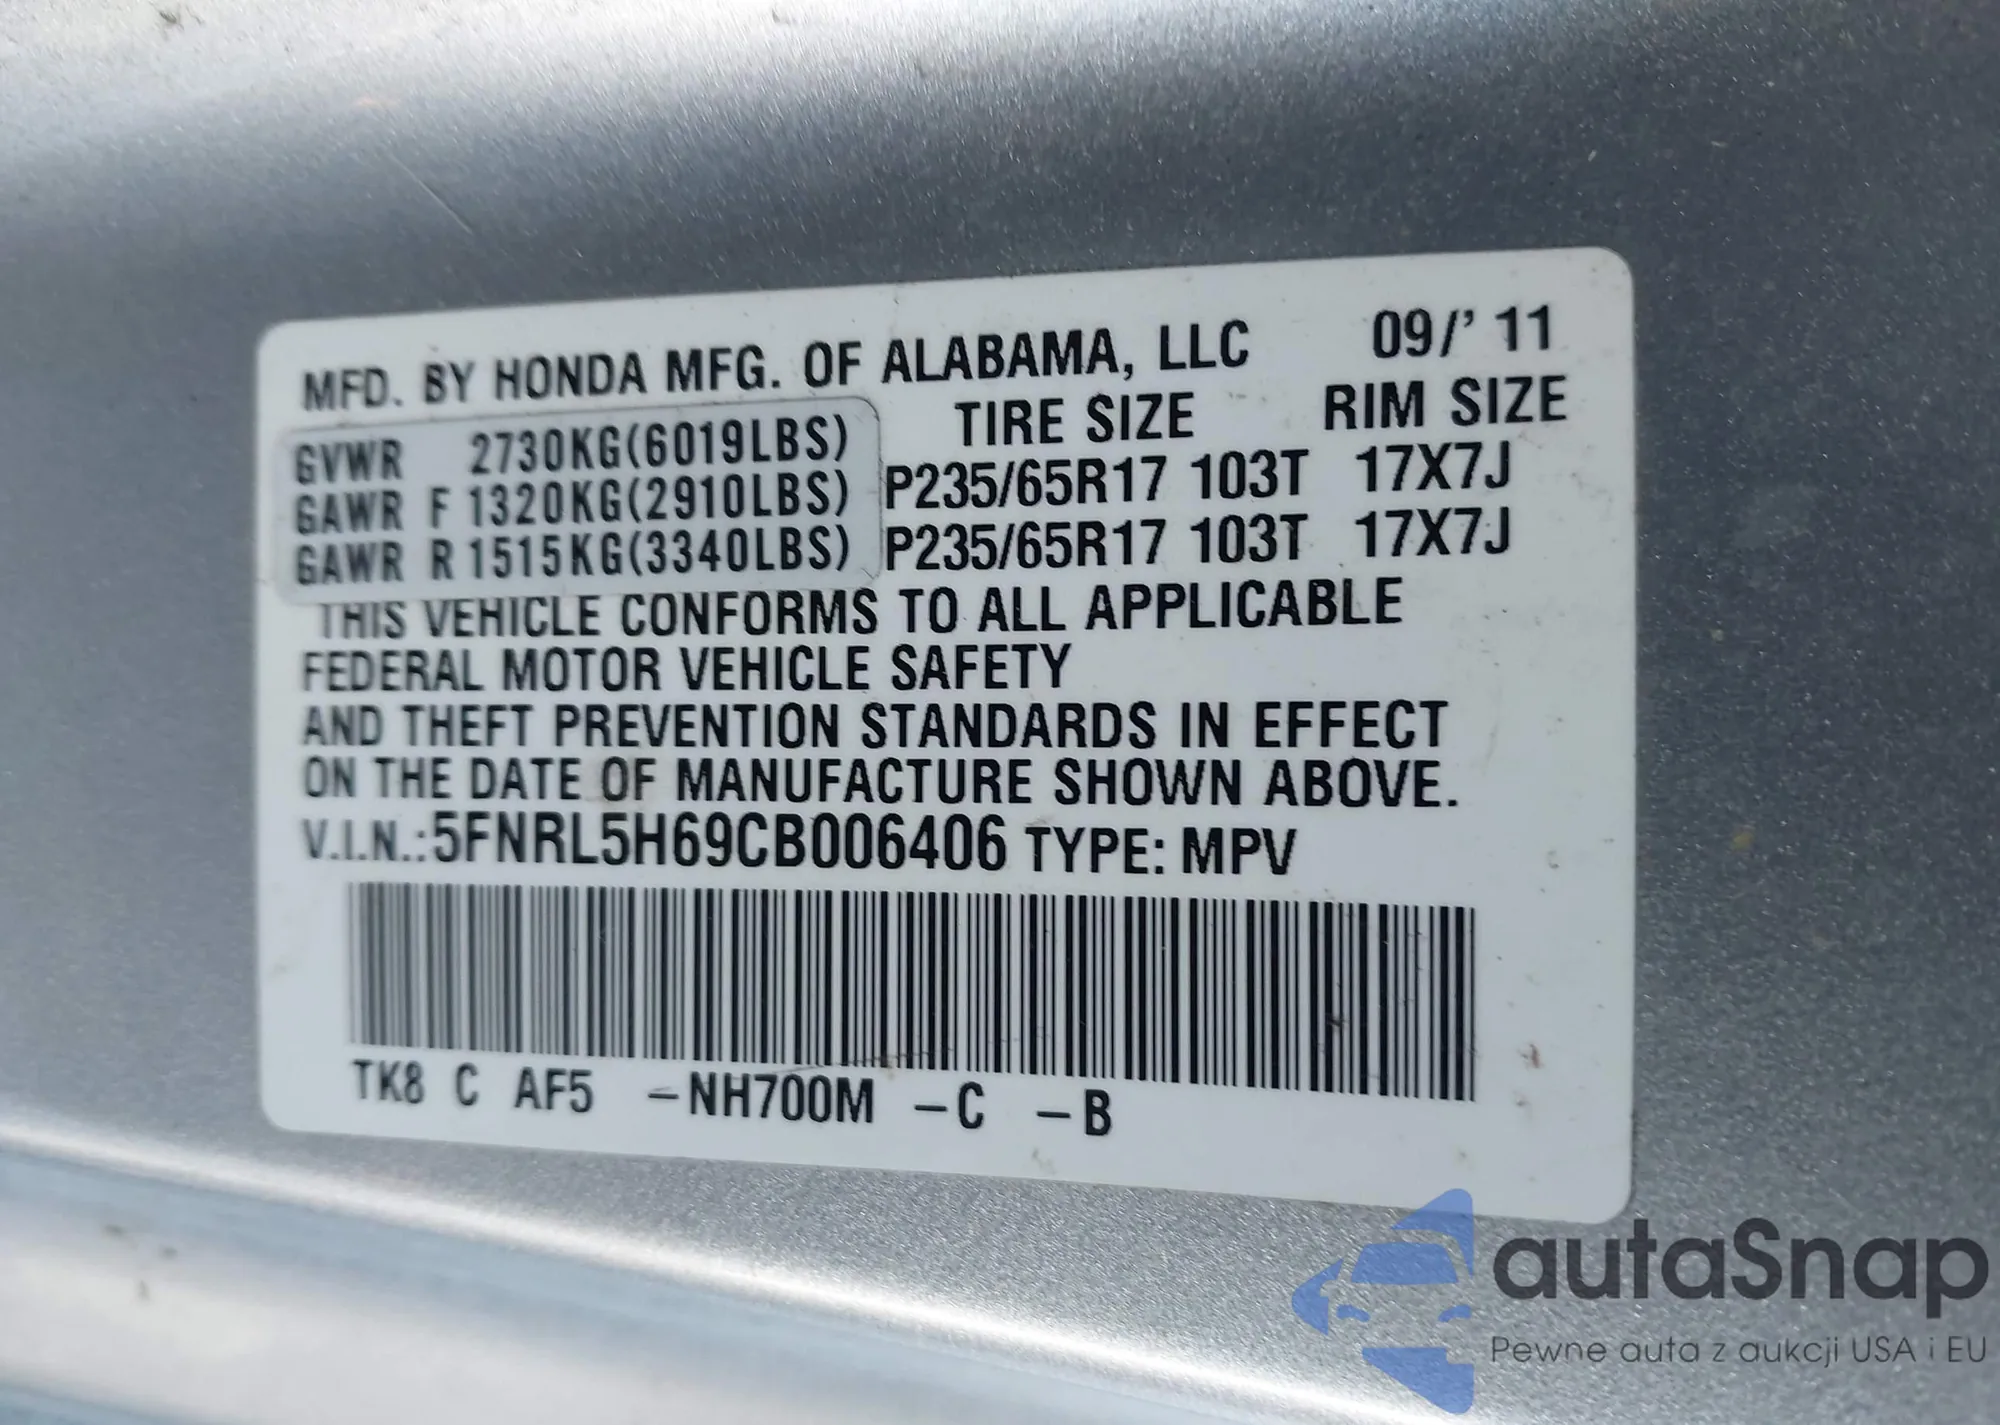 MFD. BY HONDA MFG. OF ALABAMA, LLC 09/' 11
TIRE SIZE RIM SIZE
GVWR 2730KG(6019LBS)
GAWR F 1320KG(2910LBS) P235/65R17 103T 17X7J
GAWR R 1515KG(3340LBS) P235/65R17 103T 17X7J
THIS VEHICLE CONFORMS TO ALL APPLICABLE
FEDERAL MOTOR VEHICLE SAFETY
AND THEFT PREVENTION STANDARDS IN EFFECT
ON THE DATE OF MANUFACTURE SHOWN ABOVE.
V.I.N.:5FNRL5H69CB006406 TYPE: MPV
TK8 C AF5 –NH700M –C –B
autaSnap
Pewne auta z aukcji USA i EU